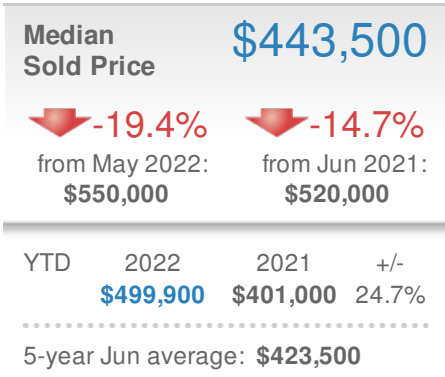 Median
Sold Price
$443,500
-19.4% -14.7%
from May 2022: from Jun 2021:
$550,000 $520,000
YTD 2022 2021 +/-
$499,900 $401,000 24.7%
5-year Jun average: $423,500